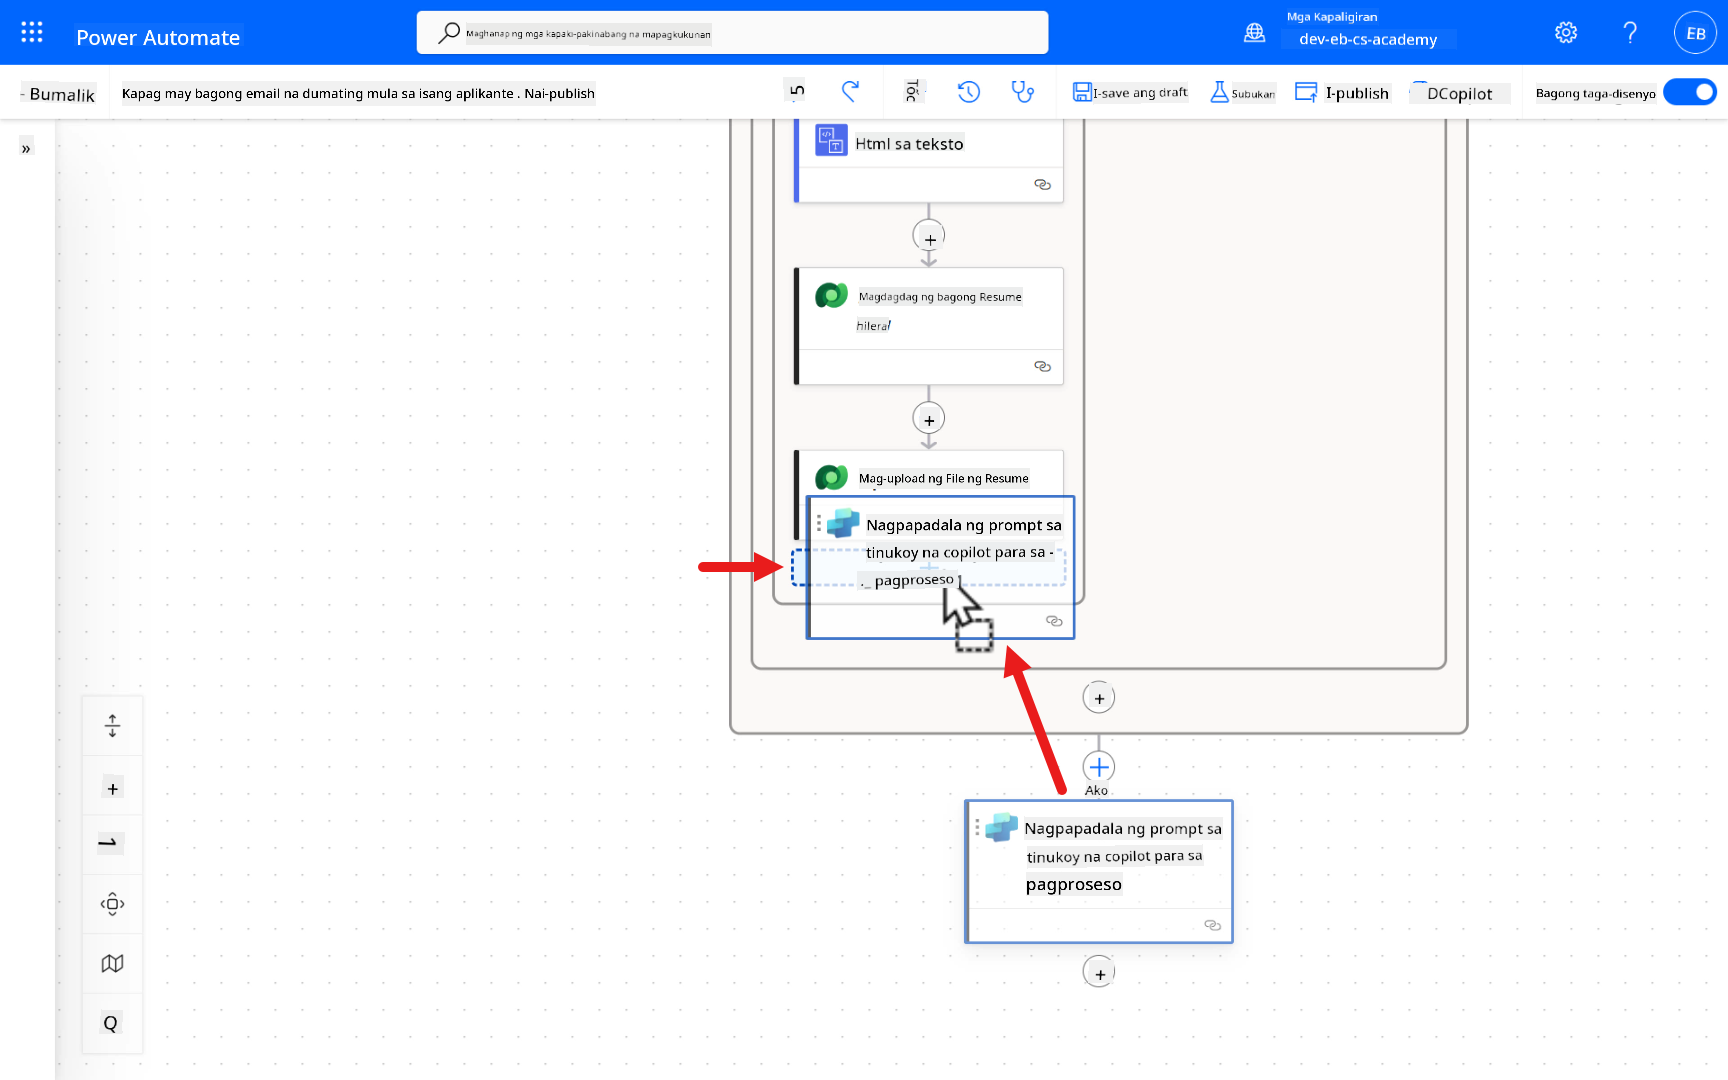 Power Automate
Maghanap ng mga kapaki-pakinabang na mapagkukunan
Mga Kapaligiran
dev-eb-cs-academy
EB
Bumalik
Kapag may bagong email na dumating mula sa isang aplikante . Nai-publish
I-save ang draft
Subukan
I-publish
DCopilot
Bagong taga-disenyo
»
Html sa teksto
Magdagdag ng bagong Resume
hilera
Mag-upload ng File ng Resume
Nagpapadala ng prompt sa
tinukoy na copilot para sa -
pagproseso
Ako
Nagpapadala ng prompt sa
tinukoy na copilot para sa
pagproseso
Q